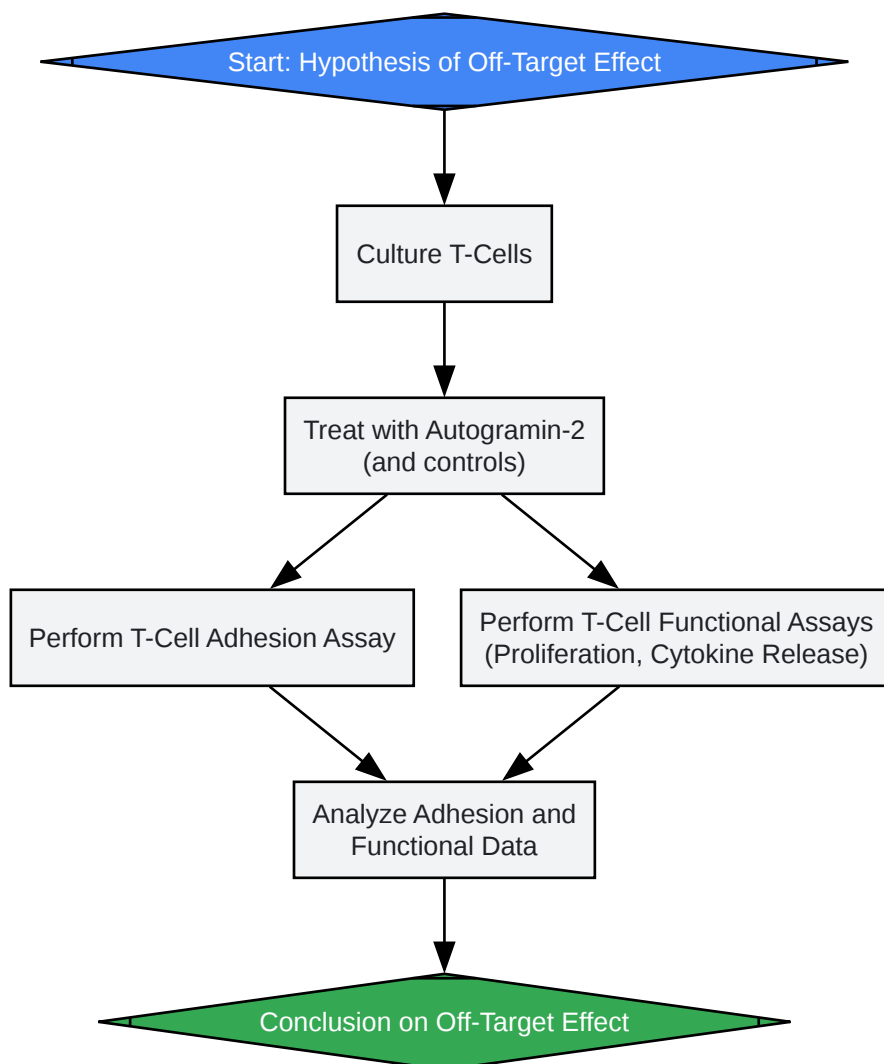 Start: Hypothesis of Off-Target Effect
Culture T-Cells
Treat with Autogramin-2
(and controls)
Perform T-Cell Adhesion Assay
Perform T-Cell Functional Assays
(Proliferation, Cytokine Release)
Analyze Adhesion and
Functional Data
Conclusion on Off-Target Effect